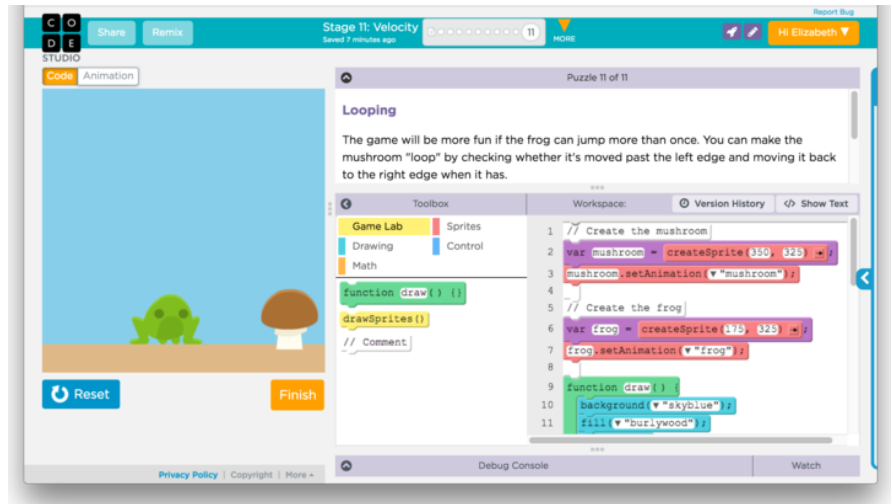 Report Bug
C O
D E
STUDIO
Share
Remix
Stage 11: Velocity
Saved 7 minutes ago
11
MORE
Hi Elizabeth
Code
Animation
Puzzle 11 of 11
Looping
The game will be more fun if the frog can jump more than once. You can make the
mushroom "loop" by checking whether it's moved past the left edge and moving it back
to the right edge when it has.
Toolbox
Workspace:
Version History
</> Show Text
Game Lab
Sprites
Drawing
Control
Math
function draw() {}
drawSprites()
// Comment
1 // Create the mushroom
2 var mushroom = createSprite(350, 325);
3 mushroom.setAnimation("mushroom");
4
5 // Create the frog
6 var frog = createSprite(175, 325);
7 frog.setAnimation("frog");
8
9 function draw() {
10 background("skyblue");
11 fill("burlywood");
Reset
Finish
Privacy Policy | Copyright | More
Debug Console
Watch